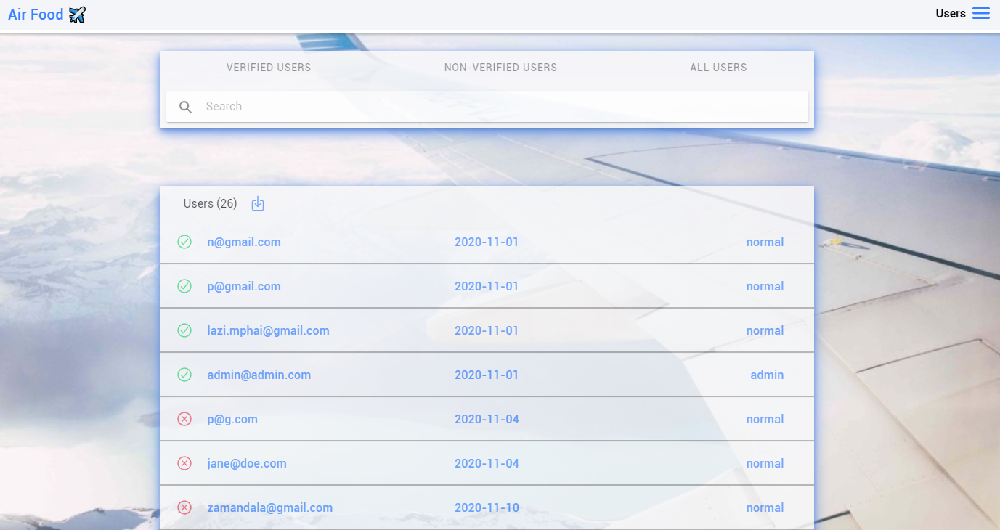 Air Food
Users
VERIFIED USERS NON-VERIFIED USERS ALL USERS
Search
Users (26)
n@gmail.com 2020-11-01 normal
p@gmail.com 2020-11-01 normal
lazi.mphai@gmail.com 2020-11-01 normal
admin@admin.com 2020-11-01 admin
p@g.com 2020-11-04 normal
jane@doe.com 2020-11-04 normal
zamandala@gmail.com 2020-11-10 normal